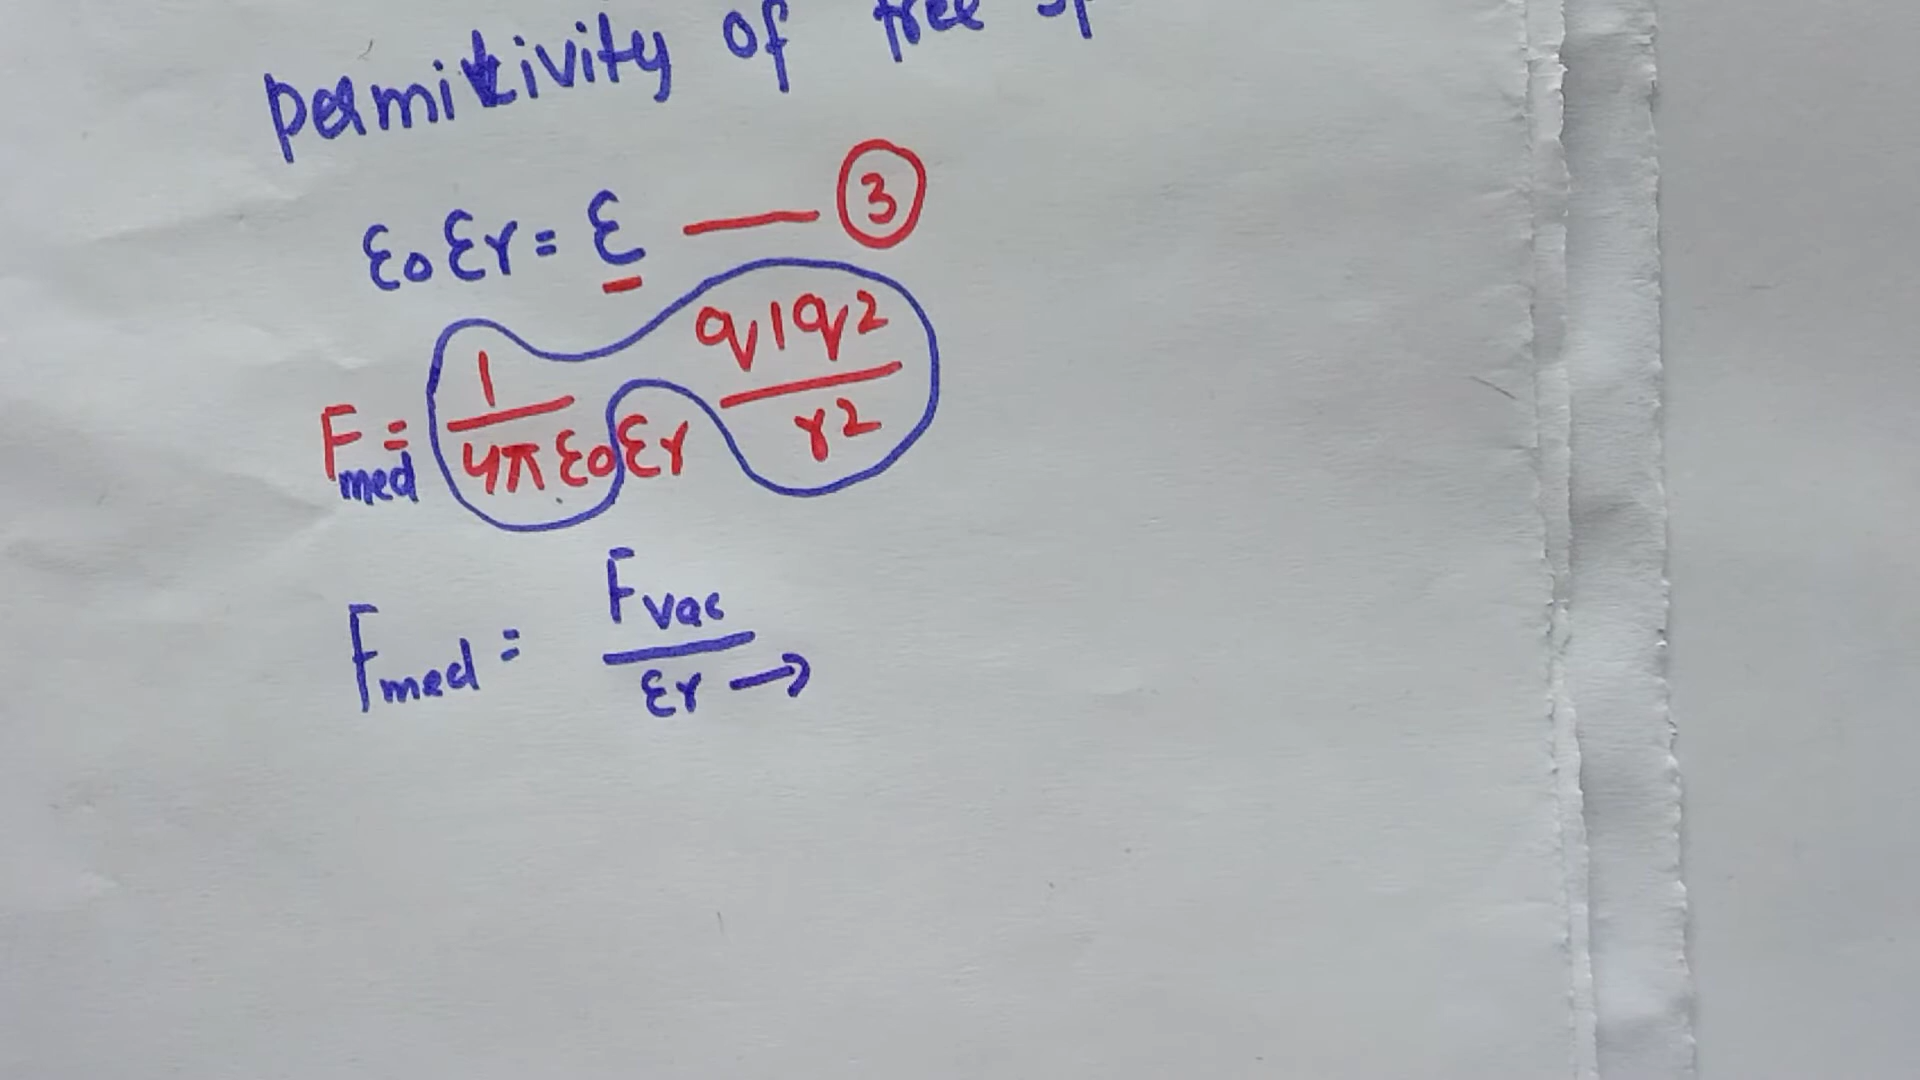 permittivity of free
ε0 εr = ε — 3
F med = 1 / 4π ε0 εr q1q2 / r2
Fmed = Fvac / εr →